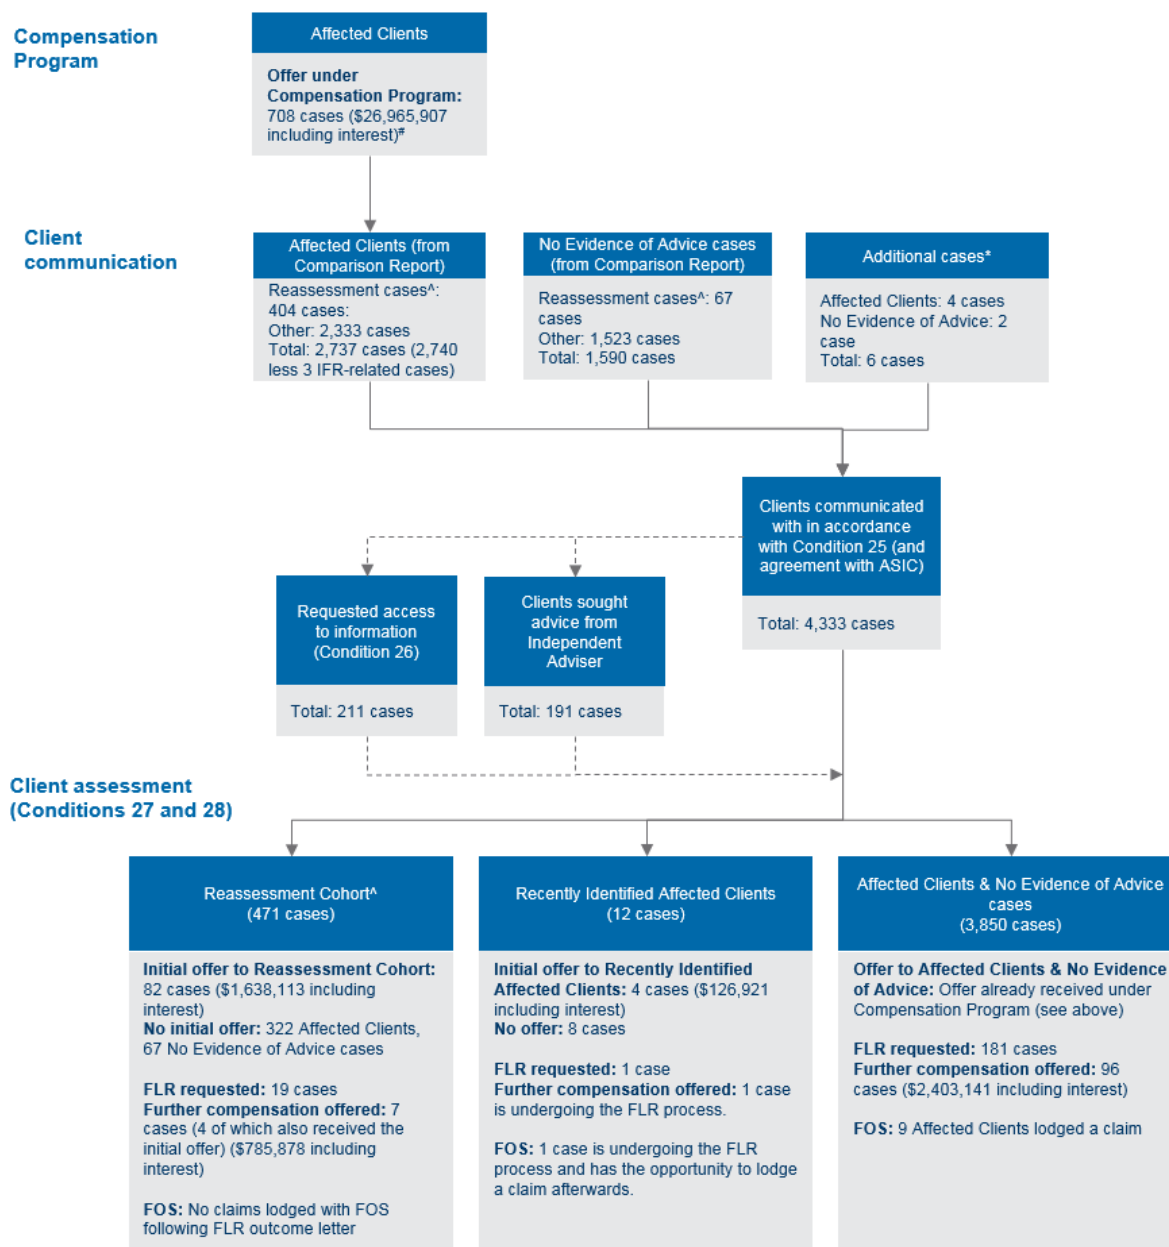 Compensation
Program
Affected Clients
Offer under
Compensation Program:
708 cases ($26,965,907
including interest)#
Client
communication
Affected Clients (from
Comparison Report)
Reassessment cases^:
404 cases:
Other: 2,333 cases
Total: 2,737 cases (2,740
less 3 IFR-related cases)
No Evidence of Advice cases
(from Comparison Report)
Reassessment cases^: 67
cases
Other: 1,523 cases
Total: 1,590 cases
Additional cases*
Affected Clients: 4 cases
No Evidence of Advice: 2
case
Total: 6 cases
Clients communicated
with in accordance
with Condition 25 (and
agreement with ASIC)
Total: 4,333 cases
Requested access
to information
(Condition 26)
Total: 211 cases
Clients sought
advice from
Independent
Adviser
Total: 191 cases
Client assessment
(Conditions 27 and 28)
Reassessment Cohort^
(471 cases)
Initial offer to Reassessment Cohort:
82 cases ($1,638,113 including
interest)
No initial offer: 322 Affected Clients,
67 No Evidence of Advice cases
FLR requested: 19 cases
Further compensation offered: 7
cases (4 of which also received the
initial offer) ($785,878 including
interest)
FOS: No claims lodged with FOS
following FLR outcome letter
Recently Identified Affected Clients
(12 cases)
Initial offer to Recently Identified
Affected Clients: 4 cases ($126,921
including interest)
No offer: 8 cases
FLR requested: 1 case
Further compensation offered: 1 case
is undergoing the FLR process.
FOS: 1 case is undergoing the FLR
process and has the opportunity to lodge
a claim afterwards.
Affected Clients & No Evidence of Advice
cases
(3,850 cases)
Offer to Affected Clients & No Evidence
of Advice: Offer already received under
Compensation Program (see above)
FLR requested: 181 cases
Further compensation offered: 96
cases ($2,403,141 including interest)
FOS: 9 Affected Clients lodged a claim